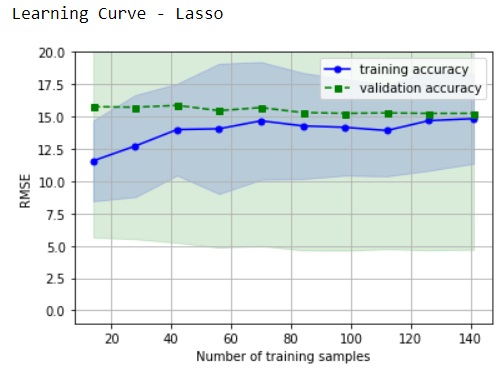 Learning Curve - Lasso
training accuracy
validation accuracy
20.0
17.5
15.0
12.5
10.0
7.5
5.0
2.5
0.0
RMSE
20 40 60 80 100 120 140
Number of training samples